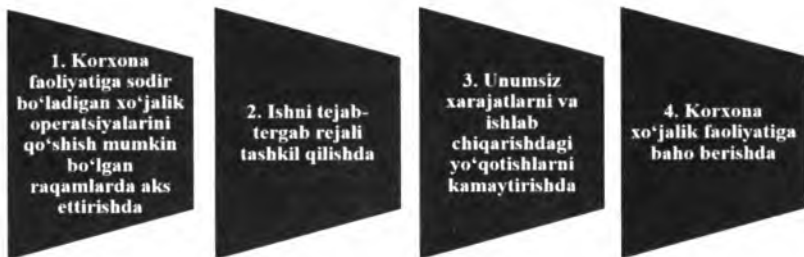 1. Korxona
faoliyatiga sodir
bo‘ladigan xo‘jalik
operatsiyalarini
qo‘shish mumkin
bo‘lgan
raqamlarda aks
ettirishda
2. Ishni tejab-
tergab rejali
tashkil qilishda
3. Unumsiz
xarajatlarni va
ishlab
chiqarishdagi
yo‘qotishlarni
kamaytirishda
4. Korxona
xo‘jalik faoliyatiga
baho berishda